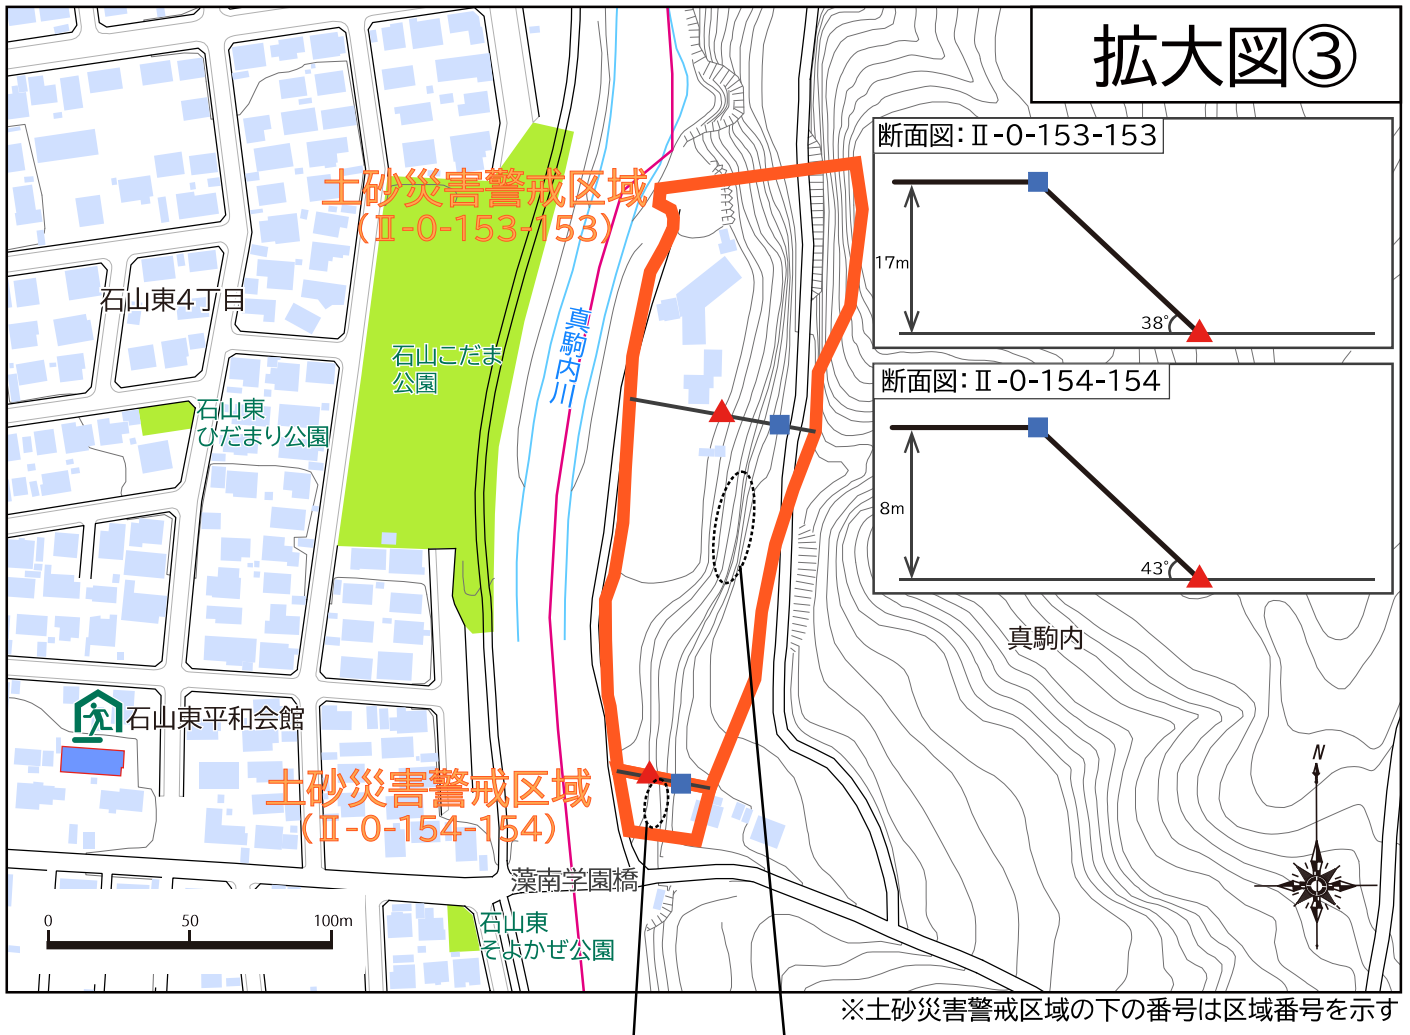 拡大図③
断面図：Ⅱ-0-153-153
17m
38°
断面図：Ⅱ-0-154-154
8m
43°
土砂災害警戒区域
（Ⅱ-0-153-153）
石山東4丁目
石山こだま
公園
真駒内川
石山東
ひだまり公園
真駒内
石山東平和会館
土砂災害警戒区域
（Ⅱ-0-154-154）
藻南学園橋
石山東
そよかぜ公園
0 50 100m
N
※土砂災害警戒区域の下の番号は区域番号を示す